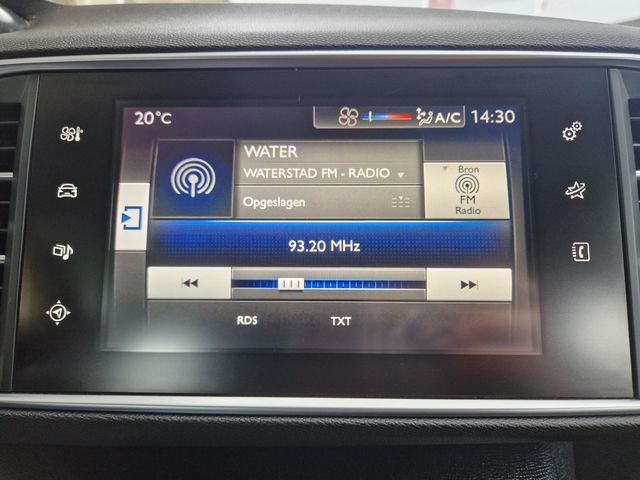 20°C
A/C 14:30
WATER
WATERSTAD FM - RADIO
Bron
FM
Radio
Opgeslagen
93.20 MHz
RDS TXT